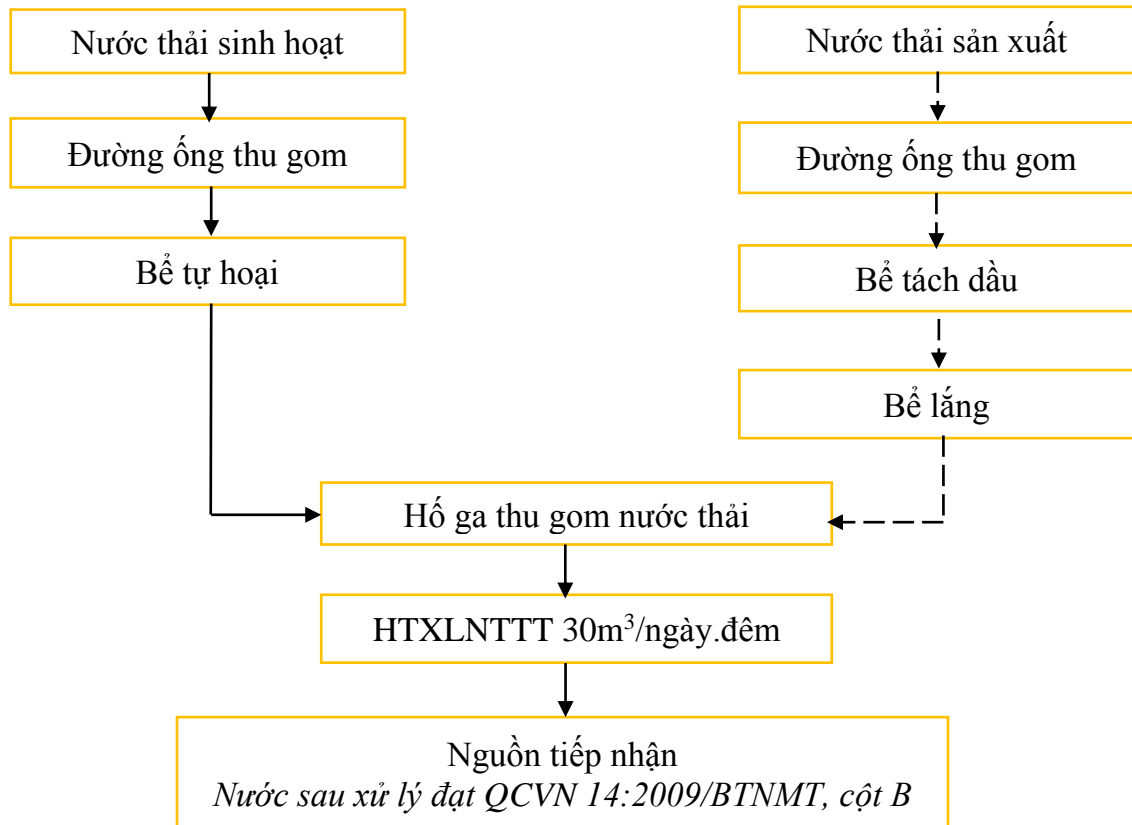 Nước thải sinh hoạt
Nước thải sản xuất
Đường ống thu gom
Đường ống thu gom
Bể tự hoại
Bể tách dầu
Bể lắng
Hố ga thu gom nước thải
HTXLNTTT 30m³/ngày.đêm
Nguồn tiếp nhận
Nước sau xử lý đạt QCVN 14:2009/BTNMT, cột B